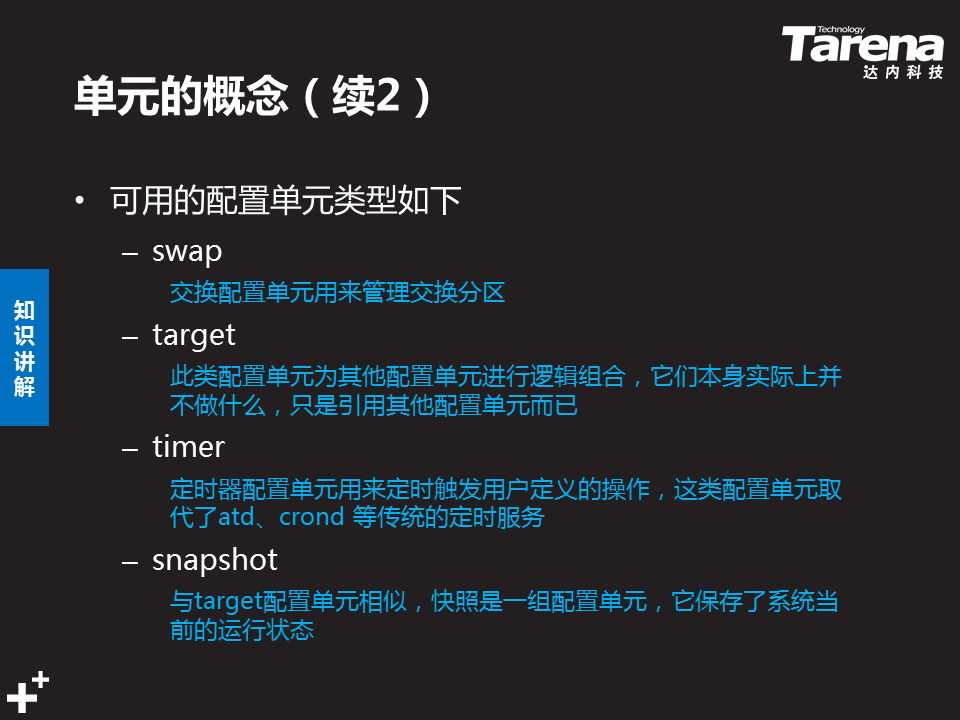 Technology
Tarena
达内科技
单元的概念（续2）
• 可用的配置单元类型如下
– swap
交换配置单元用来管理交换分区
– target
此类配置单元为其他配置单元进行逻辑组合，它们本身实际上并
不做什么，只是引用其他配置单元而已
– timer
定时器配置单元用来定时触发用户定义的操作，这类配置单元取
代了atd、crond 等传统的定时服务
– snapshot
与target配置单元相似，快照是一组配置单元，它保存了系统当
前的运行状态
知
识
讲
解